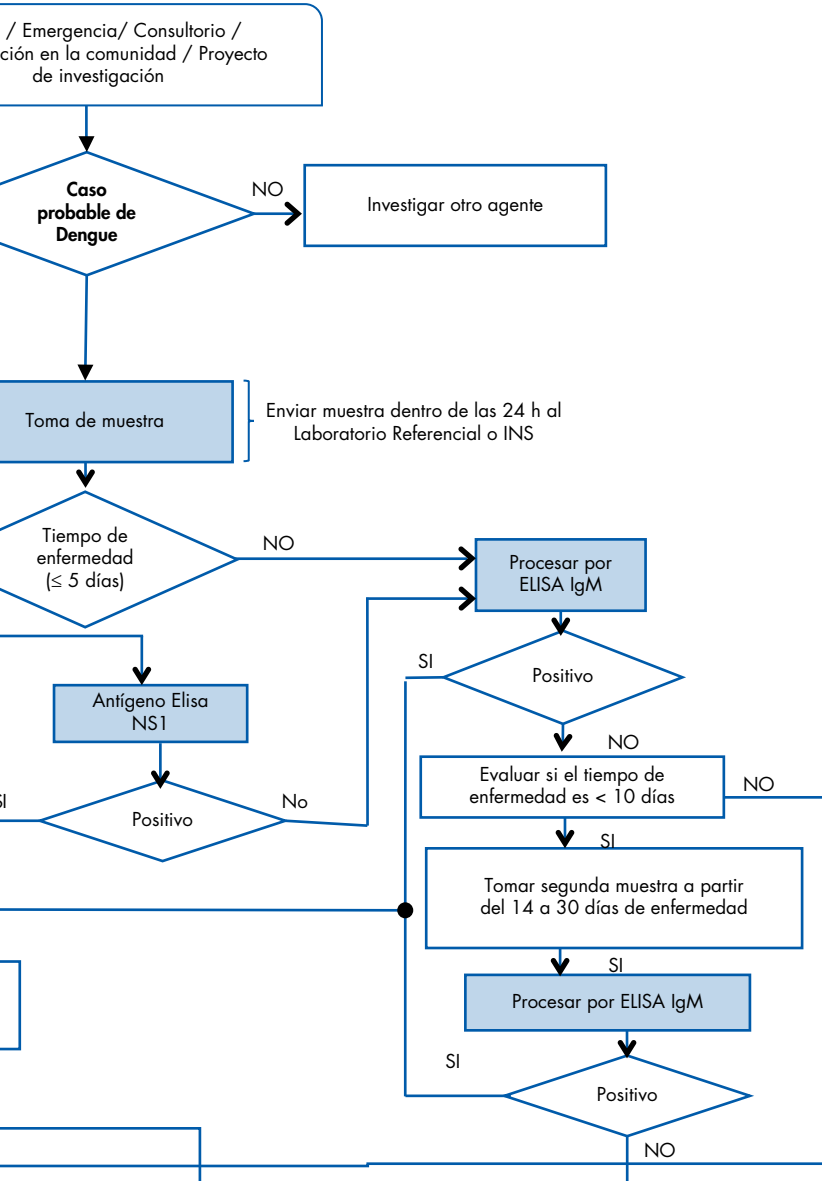 / Emergencia/ Consultorio /
ción en la comunidad / Proyecto
de investigación
Caso
probable de
Dengue
NO
Investigar otro agente
Toma de muestra
Enviar muestra dentro de las 24 h al
Laboratorio Referencial o INS
Tiempo de
enfermedad
(≤ 5 días)
NO
Procesar por
ELISA IgM
SI
Positivo
Antígeno Elisa
NS1
NO
Evaluar si el tiempo de
enfermedad es < 10 días
NO
SI
Positivo
No
SI
Tomar segunda muestra a partir
del 14 a 30 días de enfermedad
SI
Procesar por ELISA IgM
SI
Positivo
NO